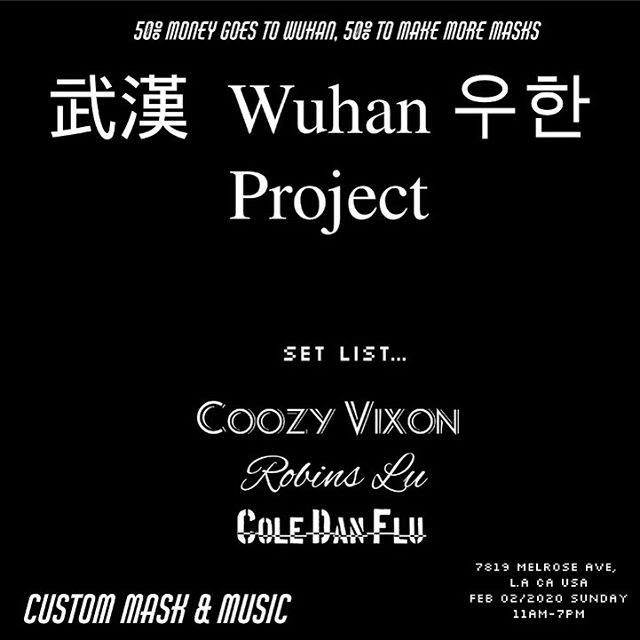 50% MONEY GOES TO WUHAN, 50% TO MAKE MORE MASKS
武漢 Wuhan 우한
Project
SET LIST...
COOZY VIXON
Robins Lu
COLE DAN FLU
7819 MELROSE AVE,
L.A CA USA
FEB 02/2020 SUNDAY
11AM-7PM
CUSTOM MASK & MUSIC